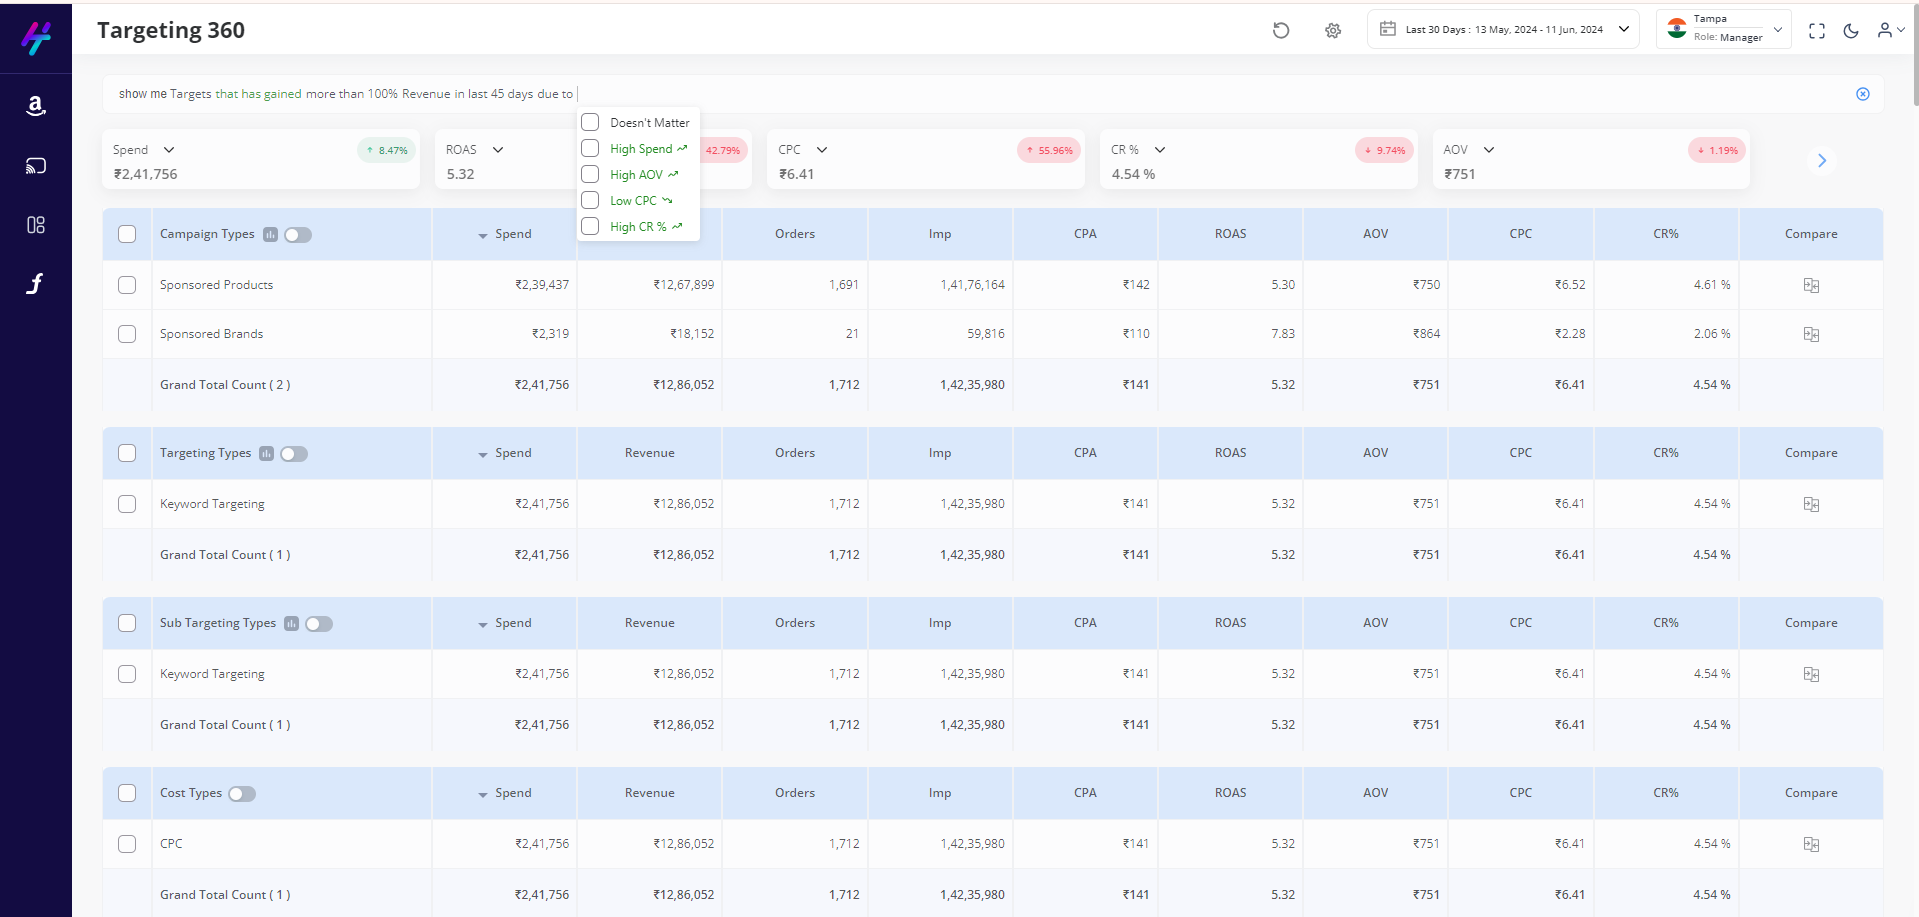 Targeting 360
Last 30 Days : 13 May, 2024 - 11 Jun, 2024
Tampa
Role: Manager
show me Targets that has gained more than 100% Revenue in last 45 days due to
Doesn't Matter
High Spend
High AOV
Low CPC
High CR %
Spend 8.47%
₹2,41,756
ROAS 42.79%
5.32
CPC 55.96%
₹6.41
CR % 9.74%
4.54 %
AOV 1.19%
₹751
Campaign Types Spend Orders Imp CPA ROAS AOV CPC CR% Compare
Sponsored Products ₹2,39,437 ₹12,67,899 1,691 1,41,76,164 ₹142 5.30 ₹750 ₹6.52 4.61 %
Sponsored Brands ₹2,319 ₹18,152 21 59,816 ₹110 7.83 ₹864 ₹2.28 2.06 %
Grand Total Count ( 2 ) ₹2,41,756 ₹12,86,052 1,712 1,42,35,980 ₹141 5.32 ₹751 ₹6.41 4.54 %
Targeting Types Spend Revenue Orders Imp CPA ROAS AOV CPC CR% Compare
Keyword Targeting ₹2,41,756 ₹12,86,052 1,712 1,42,35,980 ₹141 5.32 ₹751 ₹6.41 4.54 %
Grand Total Count ( 1 ) ₹2,41,756 ₹12,86,052 1,712 1,42,35,980 ₹141 5.32 ₹751 ₹6.41 4.54 %
Sub Targeting Types Spend Revenue Orders Imp CPA ROAS AOV CPC CR% Compare
Keyword Targeting ₹2,41,756 ₹12,86,052 1,712 1,42,35,980 ₹141 5.32 ₹751 ₹6.41 4.54 %
Grand Total Count ( 1 ) ₹2,41,756 ₹12,86,052 1,712 1,42,35,980 ₹141 5.32 ₹751 ₹6.41 4.54 %
Cost Types Spend Revenue Orders Imp CPA ROAS AOV CPC CR% Compare
CPC ₹2,41,756 ₹12,86,052 1,712 1,42,35,980 ₹141 5.32 ₹751 ₹6.41 4.54 %
Grand Total Count ( 1 ) ₹2,41,756 ₹12,86,052 1,712 1,42,35,980 ₹141 5.32 ₹751 ₹6.41 4.54 %